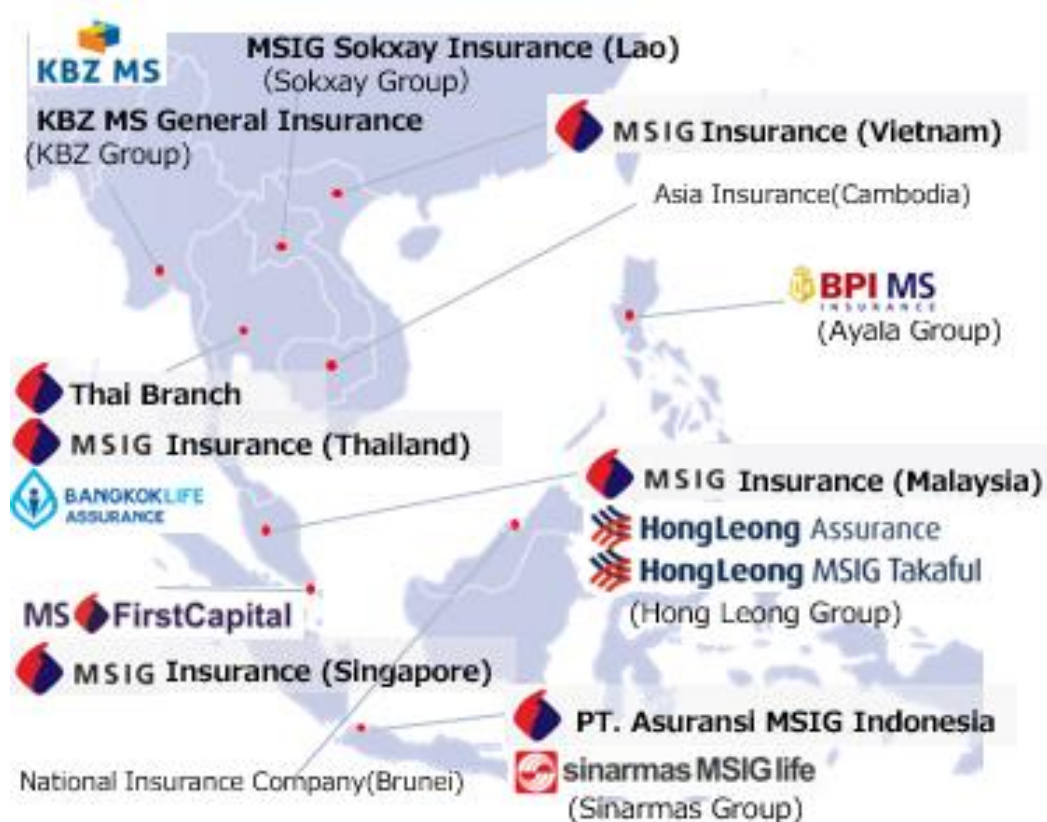 KBZ MS
MSIG Sokxay Insurance (Lao)
(Sokxay Group)
KBZ MS General Insurance
(KBZ Group)
MSIG Insurance (Vietnam)
Asia Insurance(Cambodia)
BPI MS
INSURANCE
(Ayala Group)
Thai Branch
MSIG Insurance (Thailand)
BANGKOKLIFE
ASSURANCE
MSIG Insurance (Malaysia)
HongLeong Assurance
HongLeong MSIG Takaful
(Hong Leong Group)
MS FirstCapital
MSIG Insurance (Singapore)
PT. Asuransi MSIG Indonesia
National Insurance Company(Brunei)
sinarmas MSIG life
(Sinarmas Group)